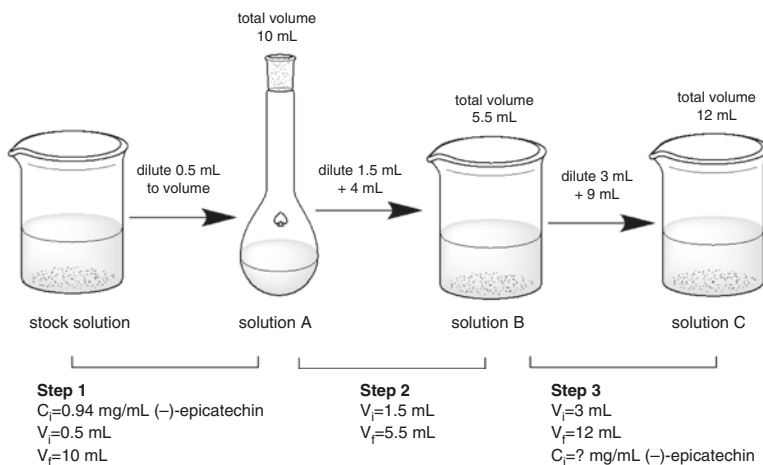 total volume
10 mL
total volume
5.5 mL
total volume
12 mL
dilute 0.5 mL
to volume
dilute 1.5 mL
+ 4 mL
dilute 3 mL
+ 9 mL
stock solution
solution A
solution B
solution C
Step 1
Cᵢ=0.94 mg/mL (–)-epicatechin
Vᵢ=0.5 mL
V_f=10 mL
Step 2
Vᵢ=1.5 mL
V_f=5.5 mL
Step 3
Vᵢ=3 mL
V_f=12 mL
Cᵢ=? mg/mL (–)-epicatechin